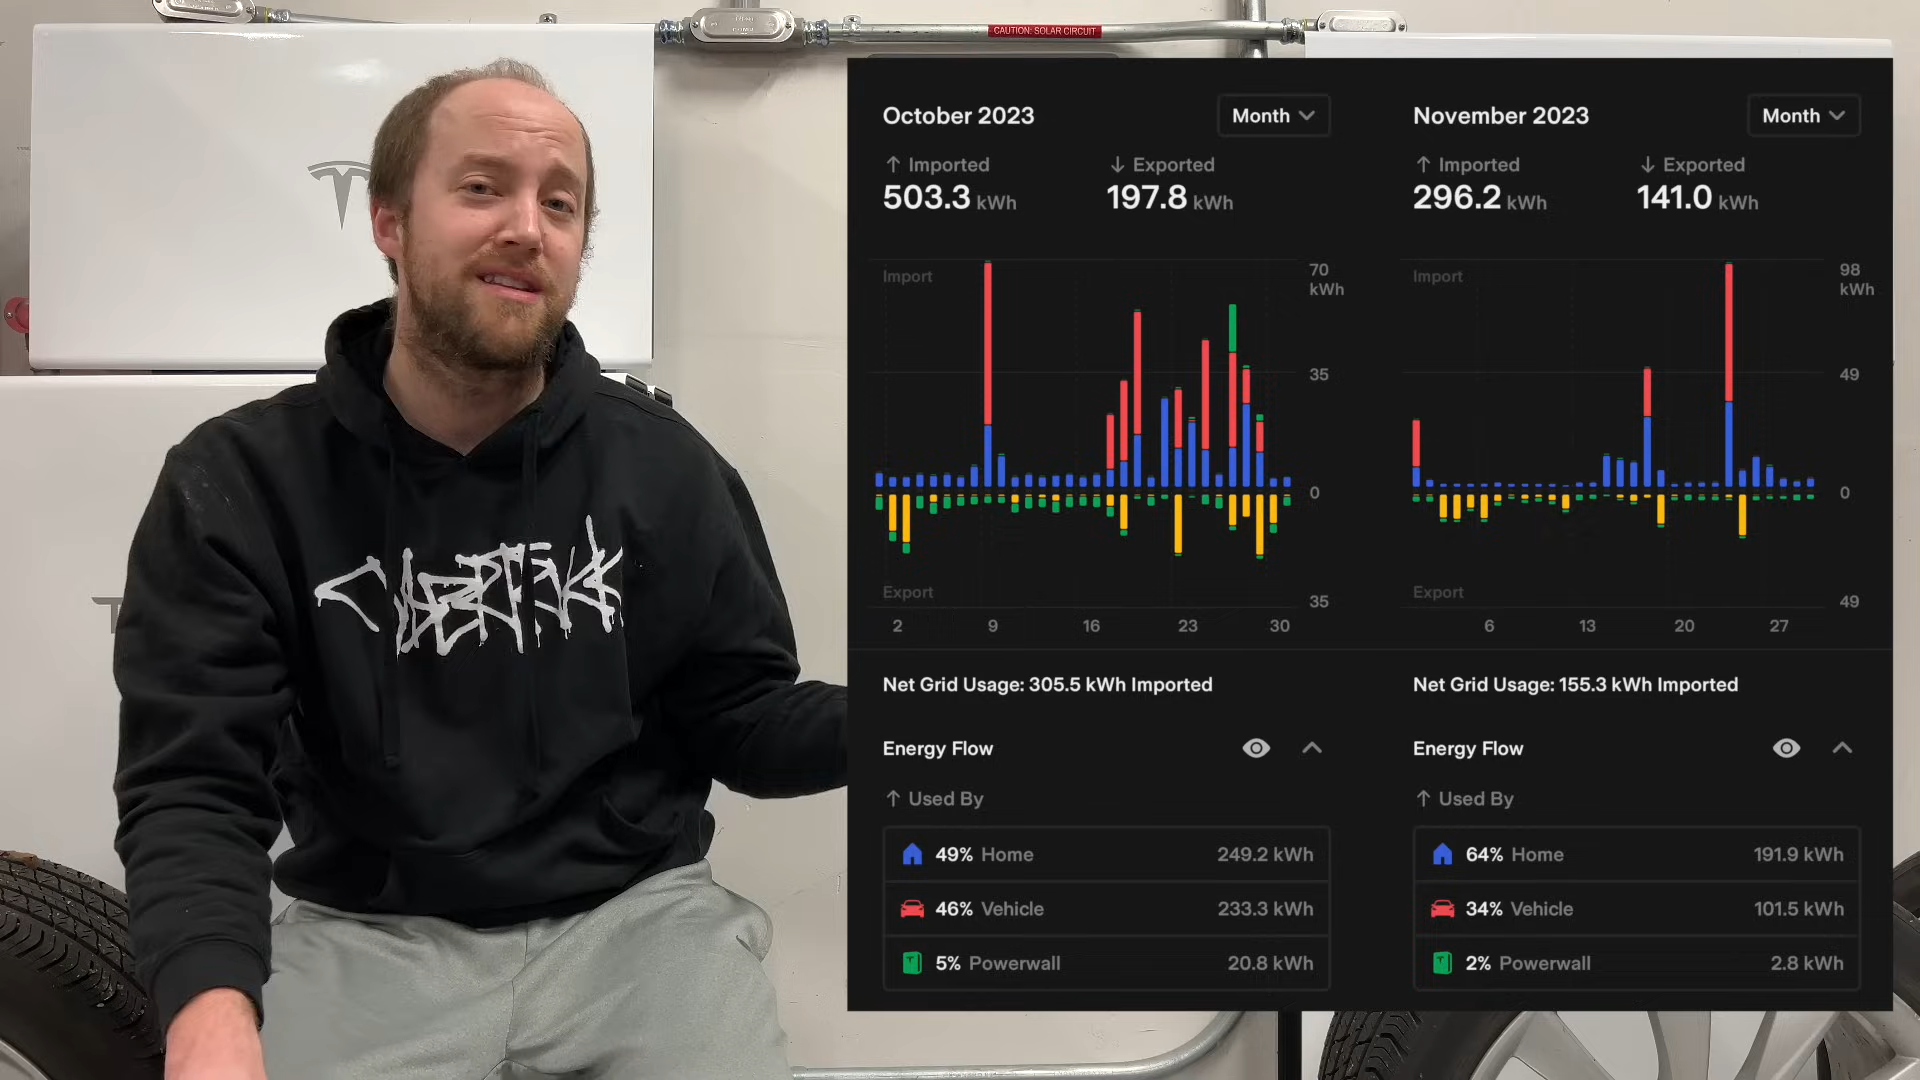 CAUTION: SOLAR CIRCUIT
CYBERTRUCK
October 2023
Month
Imported
503.3 kWh
Exported
197.8 kWh
Import
70
kWh
35
0
Export
35
2 9 16 23 30
Net Grid Usage: 305.5 kWh Imported
Energy Flow
Used By
49% Home 249.2 kWh
46% Vehicle 233.3 kWh
5% Powerwall 20.8 kWh
November 2023
Month
Imported
296.2 kWh
Exported
141.0 kWh
Import
98
kWh
49
0
Export
49
6 13 20 27
Net Grid Usage: 155.3 kWh Imported
Energy Flow
Used By
64% Home 191.9 kWh
34% Vehicle 101.5 kWh
2% Powerwall 2.8 kWh